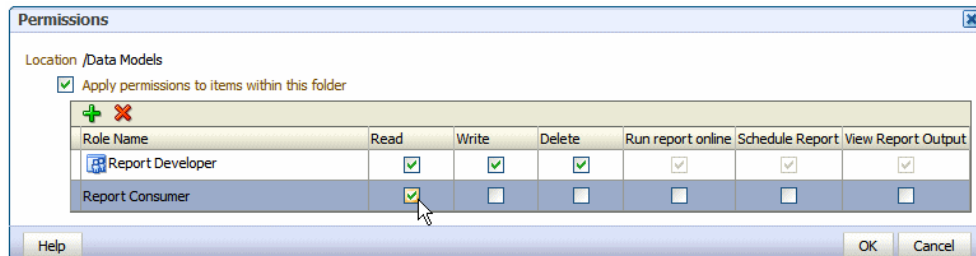 Permissions
Location /Data Models
Apply permissions to items within this folder
Role Name Read Write Delete Run report online Schedule Report View Report Output
Report Developer
Report Consumer
Help OK Cancel